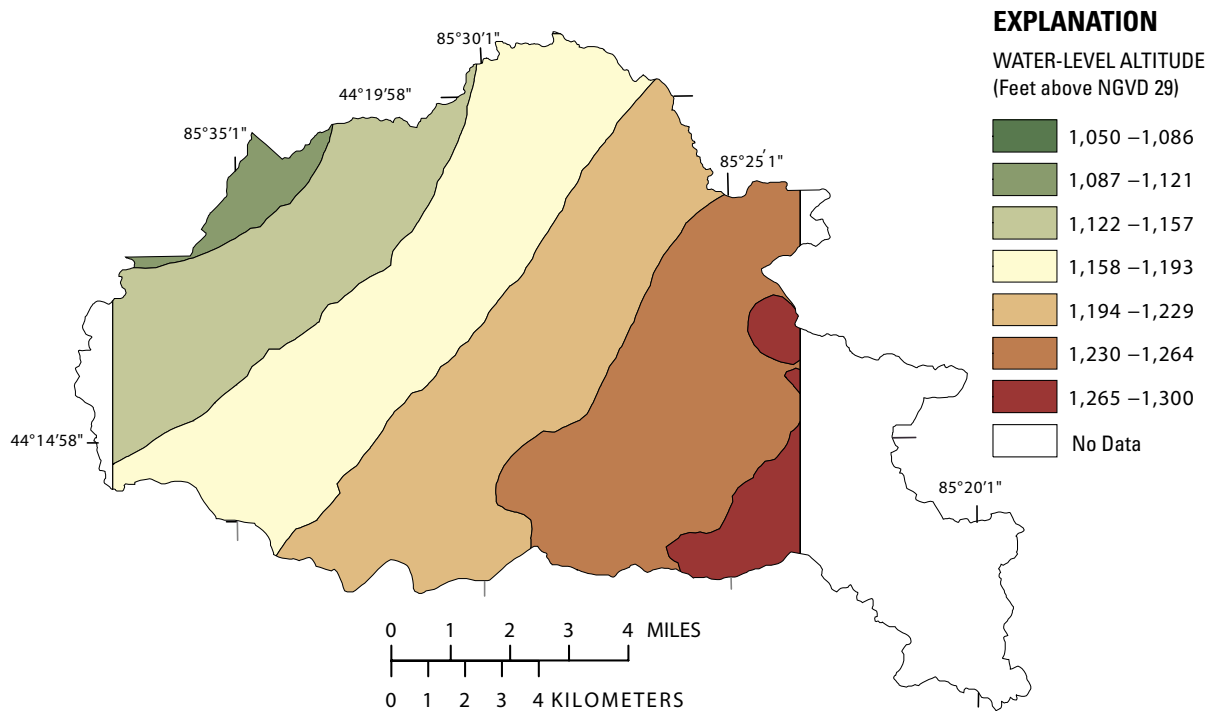 85°30'1"
44°19'58"
85°35'1"
85°25'1"
44°14'58"
85°20'1"
EXPLANATION
WATER-LEVEL ALTITUDE
(Feet above NGVD 29)
1,050 –1,086
1,087 –1,121
1,122 –1,157
1,158 –1,193
1,194 –1,229
1,230 –1,264
1,265 –1,300
No Data
0 1 2 3 4 MILES
0 1 2 3 4 KILOMETERS